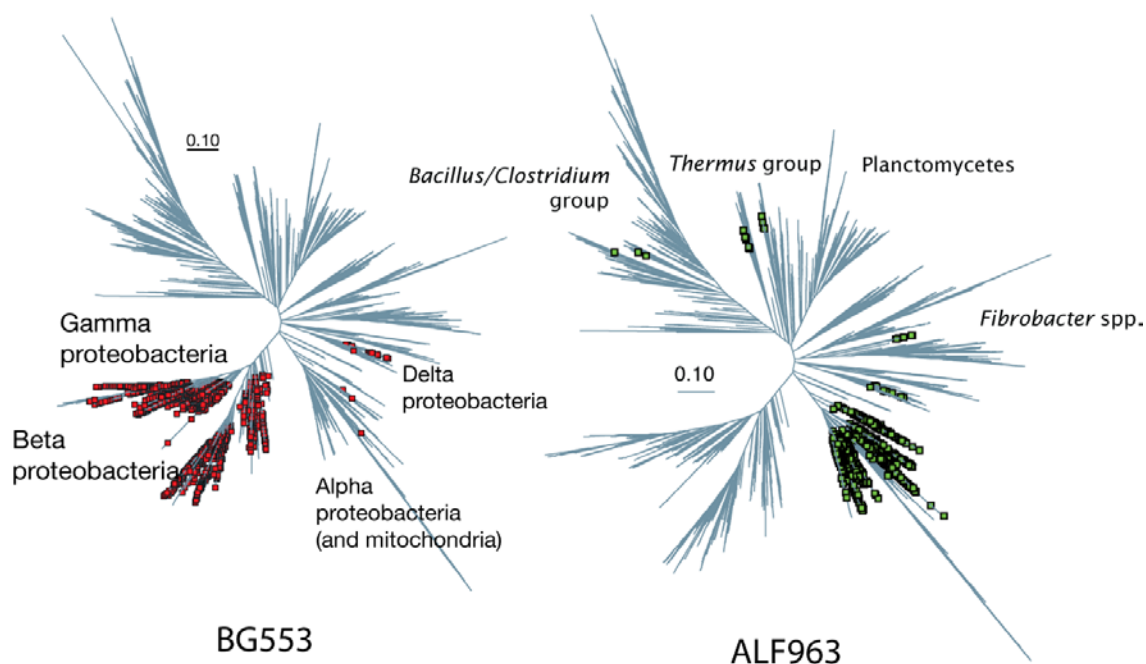 0.10
Gamma
proteobacteria
Beta
proteobacteria
Delta
proteobacteria
Alpha
proteobacteria
(and mitochondria)
BG553
Bacillus/Clostridium
group
Thermus group
Planctomycetes
Fibrobacter spp.
0.10
ALF963